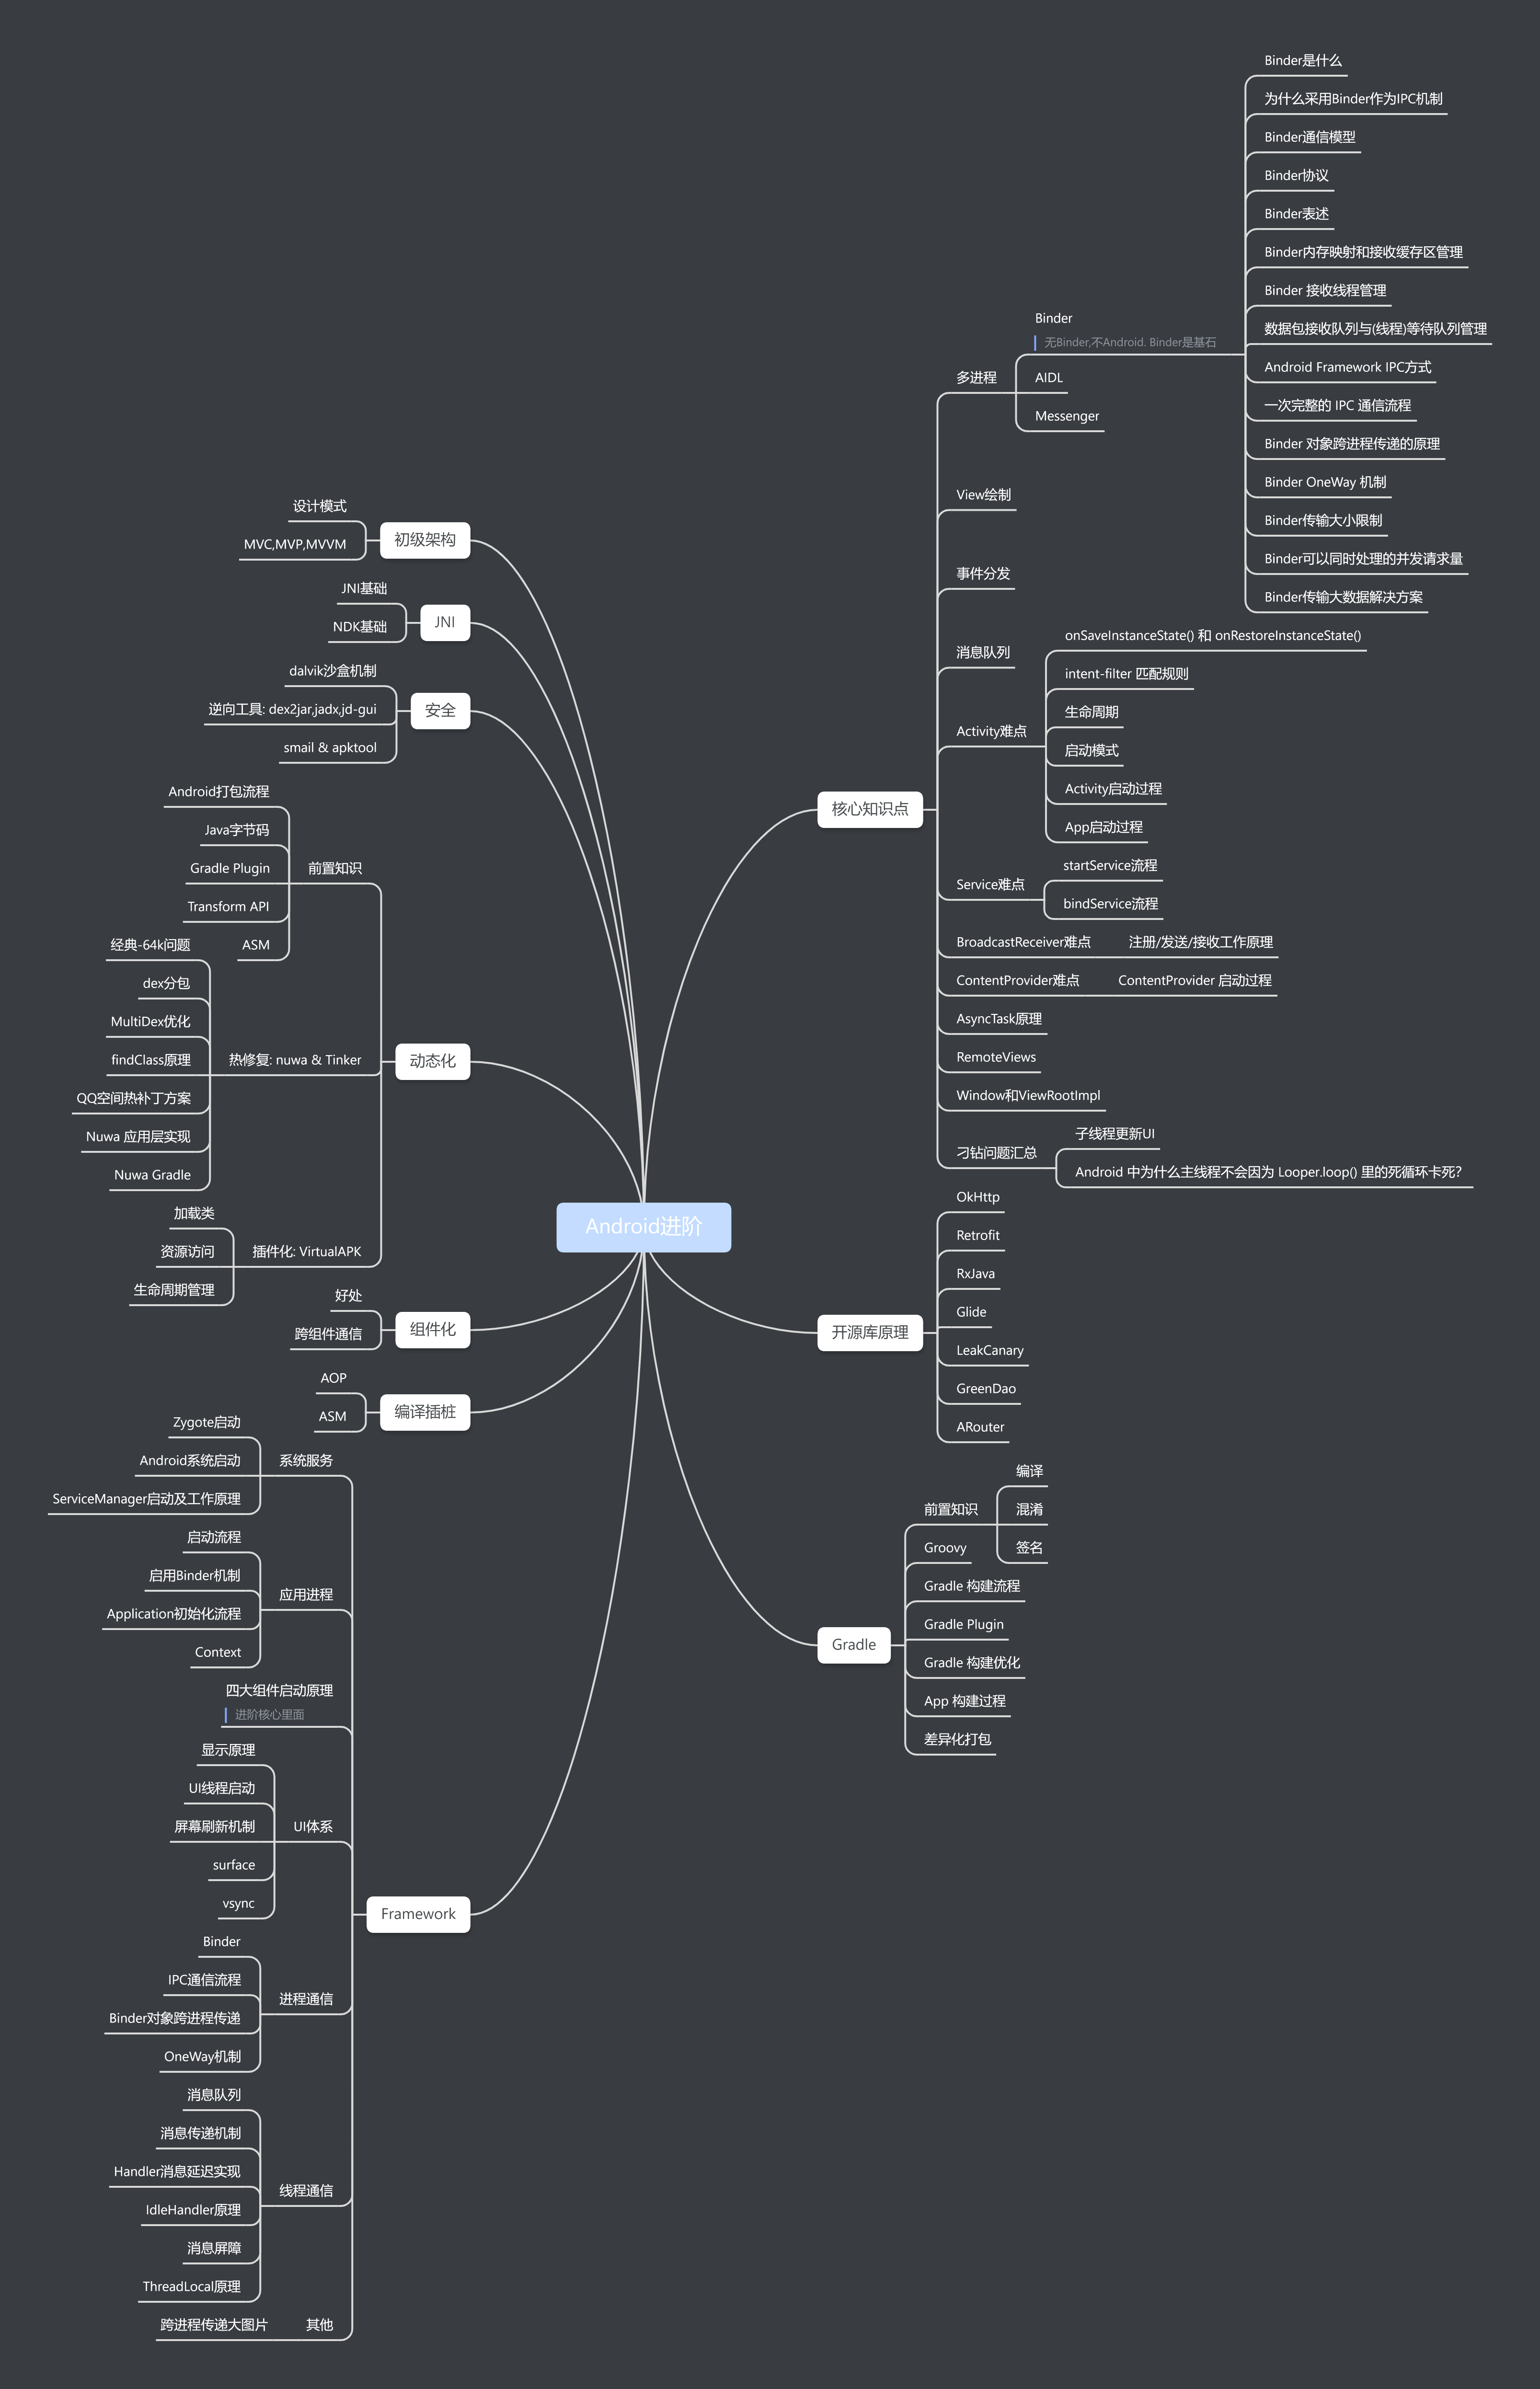 Android进阶
核心知识点
多进程
Binder
无Binder,不Android. Binder是基石
Binder是什么
为什么采用Binder作为IPC机制
Binder通信模型
Binder协议
Binder表述
Binder内存映射和接收缓存区管理
Binder 接收线程管理
数据包接收队列与(线程)等待队列管理
Android Framework IPC方式
一次完整的 IPC 通信流程
Binder 对象跨进程传递的原理
Binder OneWay 机制
Binder传输大小限制
Binder可以同时处理的并发请求量
Binder传输大数据解决方案
AIDL
Messenger
View绘制
事件分发
消息队列
Activity难点
onSaveInstanceState() 和 onRestoreInstanceState()
intent-filter 匹配规则
生命周期
启动模式
Activity启动过程
App启动过程
Service难点
startService流程
bindService流程
BroadcastReceiver难点
注册/发送/接收工作原理
ContentProvider难点
ContentProvider 启动过程
AsyncTask原理
RemoteViews
Window和ViewRootImpl
刁钻问题汇总
子线程更新UI
Android 中为什么主线程不会因为 Looper.loop() 里的死循环卡死?
开源库原理
OkHttp
Retrofit
RxJava
Glide
LeakCanary
GreenDao
ARouter
Gradle
前置知识
编译
混淆
签名
Groovy
Gradle 构建流程
Gradle Plugin
Gradle 构建优化
App 构建过程
差异化打包
初级架构
设计模式
MVC,MVP,MVVM
JNI
JNI基础
NDK基础
安全
dalvik沙盒机制
逆向工具: dex2jar,jadx,jd-gui
smail & apktool
动态化
前置知识
Android打包流程
Java字节码
Gradle Plugin
Transform API
ASM
热修复: nuwa & Tinker
经典-64k问题
dex分包
MultiDex优化
findClass原理
QQ空间热补丁方案
Nuwa 应用层实现
Nuwa Gradle
插件化: VirtualAPK
加载类
资源访问
生命周期管理
组件化
好处
跨组件通信
编译插桩
AOP
ASM
Framework
系统服务
Zygote启动
Android系统启动
ServiceManager启动及工作原理
应用进程
启动流程
启用Binder机制
Application初始化流程
Context
四大组件启动原理
进阶核心里面
UI体系
显示原理
UI线程启动
屏幕刷新机制
surface
vsync
进程通信
Binder
IPC通信流程
Binder对象跨进程传递
OneWay机制
线程通信
消息队列
消息传递机制
Handler消息延迟实现
IdleHandler原理
消息屏障
ThreadLocal原理
其他
跨进程传递大图片